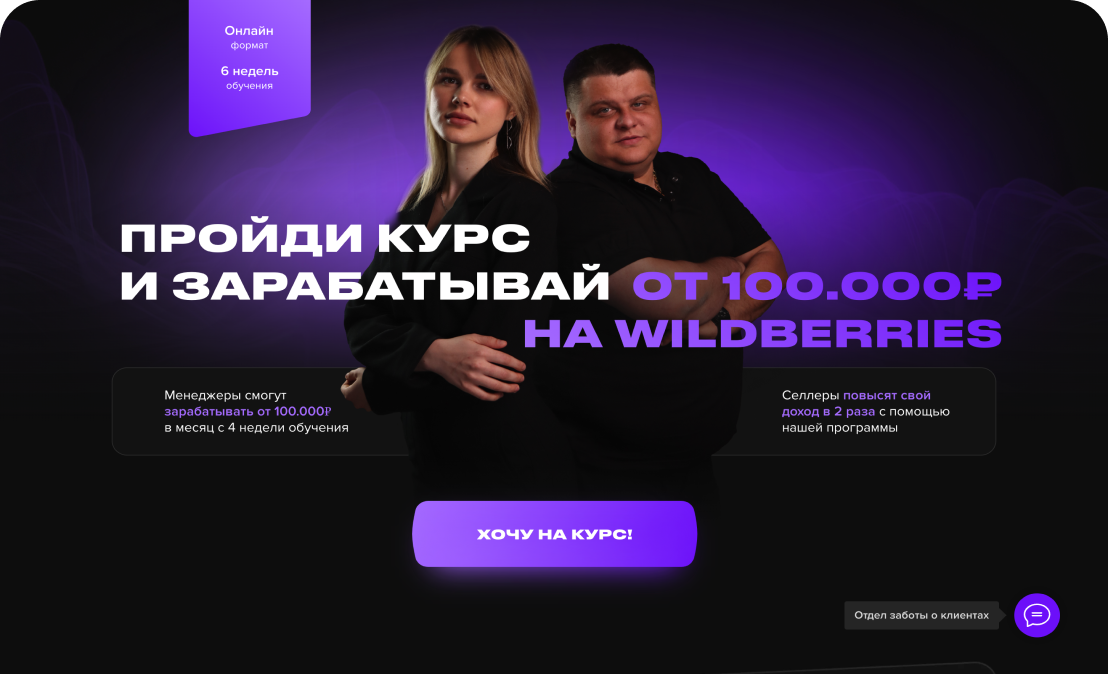 Онлайн
формат
6 недель
обучения
ПРОЙДИ КУРС
И ЗАРАБАТЫВАЙ ОТ 100.000₽
НА WILDBERRIES
Менеджеры смогут
зарабатывать от 100.000₽
в месяц с 4 недели обучения
Селлеры повысят свой
доход в 2 раза с помощью
нашей программы
ХОЧУ НА КУРС!
Отдел заботы о клиентах